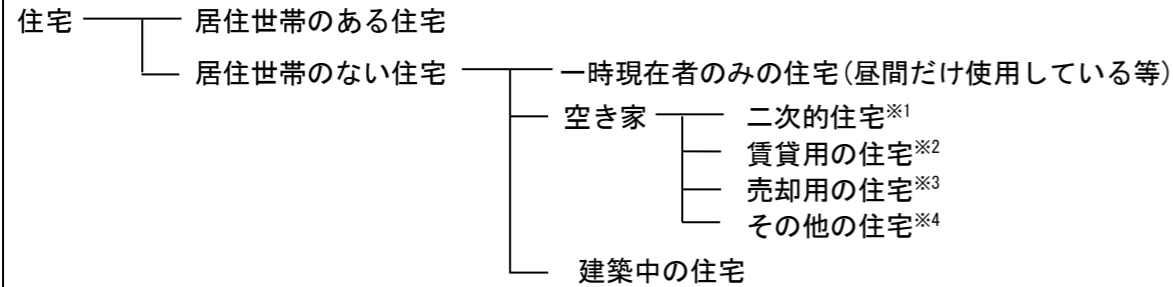 住宅 居住世帯のある住宅
居住世帯のない住宅 一時現在者のみの住宅(昼間だけ使用している等)
空き家 二次的住宅※1
賃貸用の住宅※2
売却用の住宅※3
その他の住宅※4
建築中の住宅